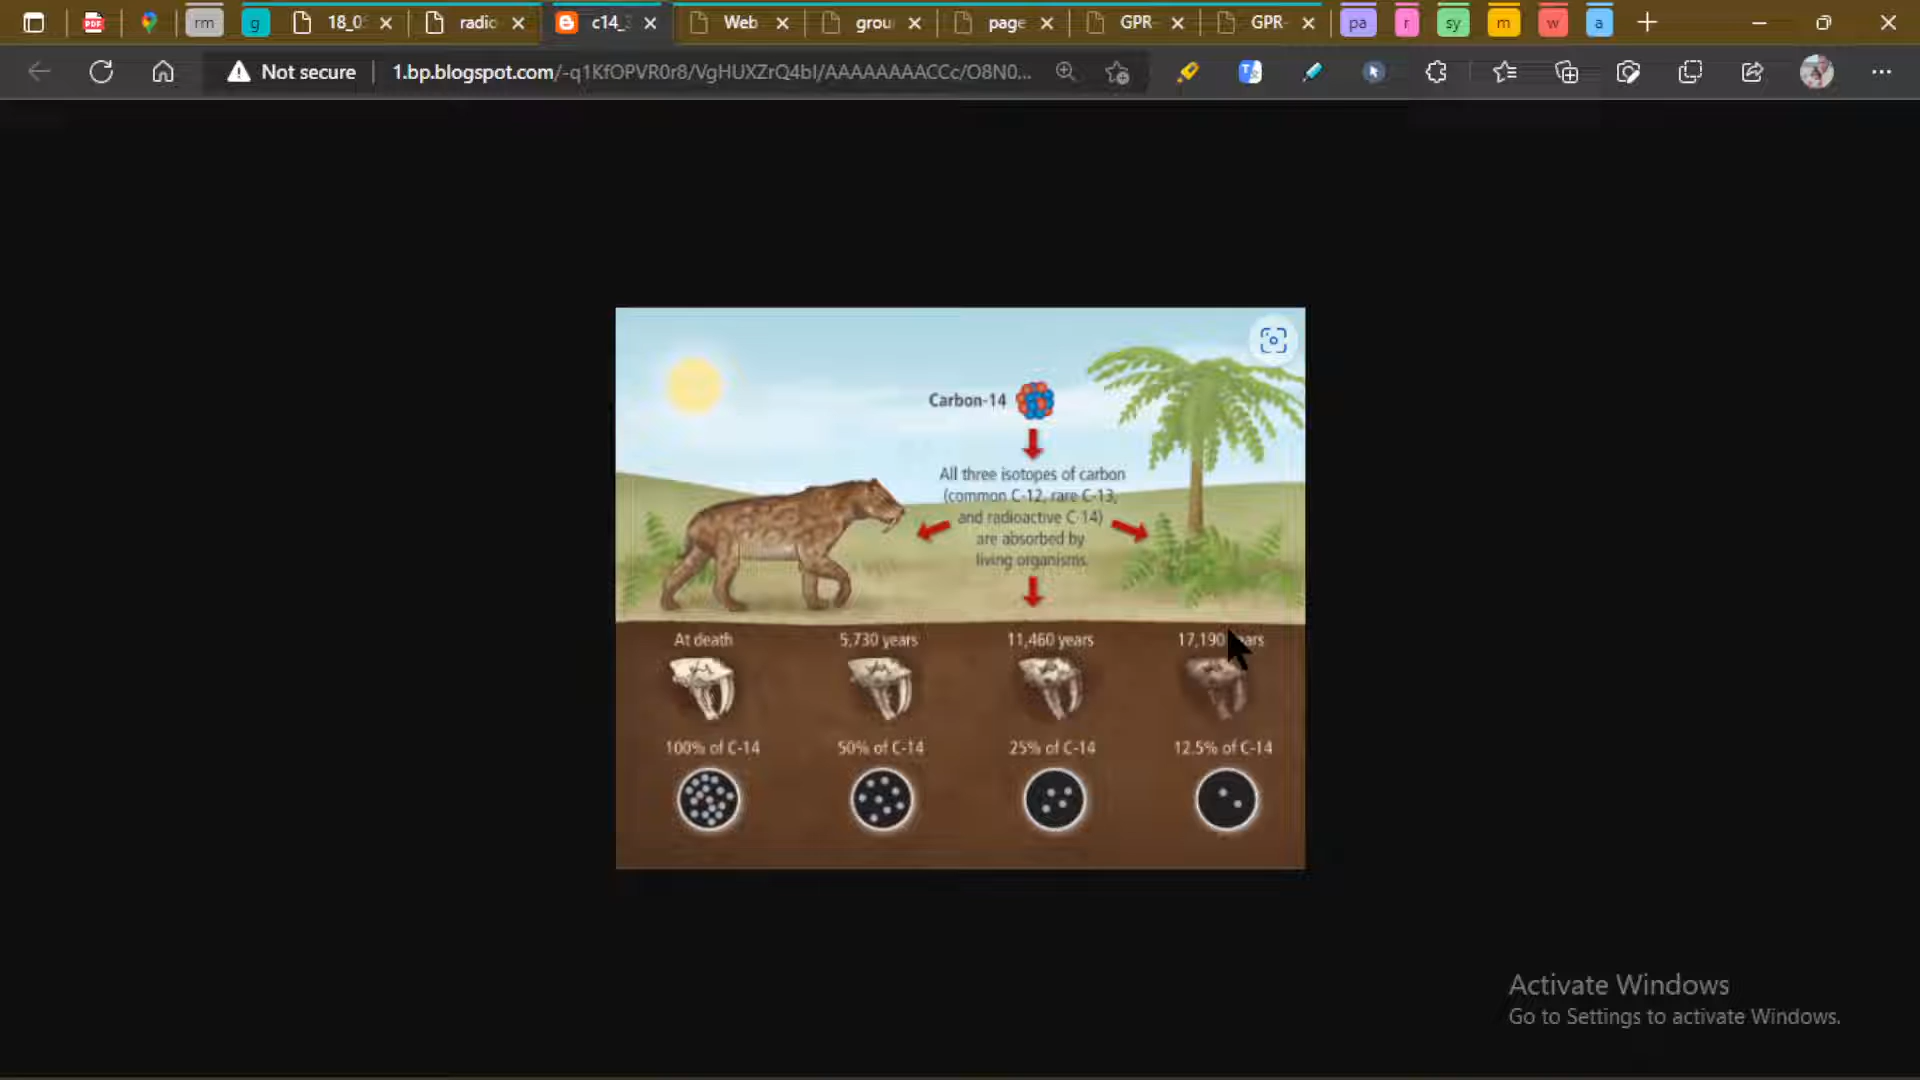 rm
g
18_0
radio
c14_3
Web
grou
page
GPR
GPR
pa
r
sy
m
w
a
Not secure
1.bp.blogspot.com/-q1KfOPVR0r8/VgHUXZrQ4bI/AAAAAAAACCc/O8N0...
Carbon-14
All three isotopes of carbon
(common C-12, rare C-13,
and radioactive C-14)
are absorbed by
living organisms.
At death
5,730 years
11,460 years
17,190
100% of C-14
50% of C-14
25% of C-14
12.5% of C-14
Activate Windows
Go to Settings to activate Windows.